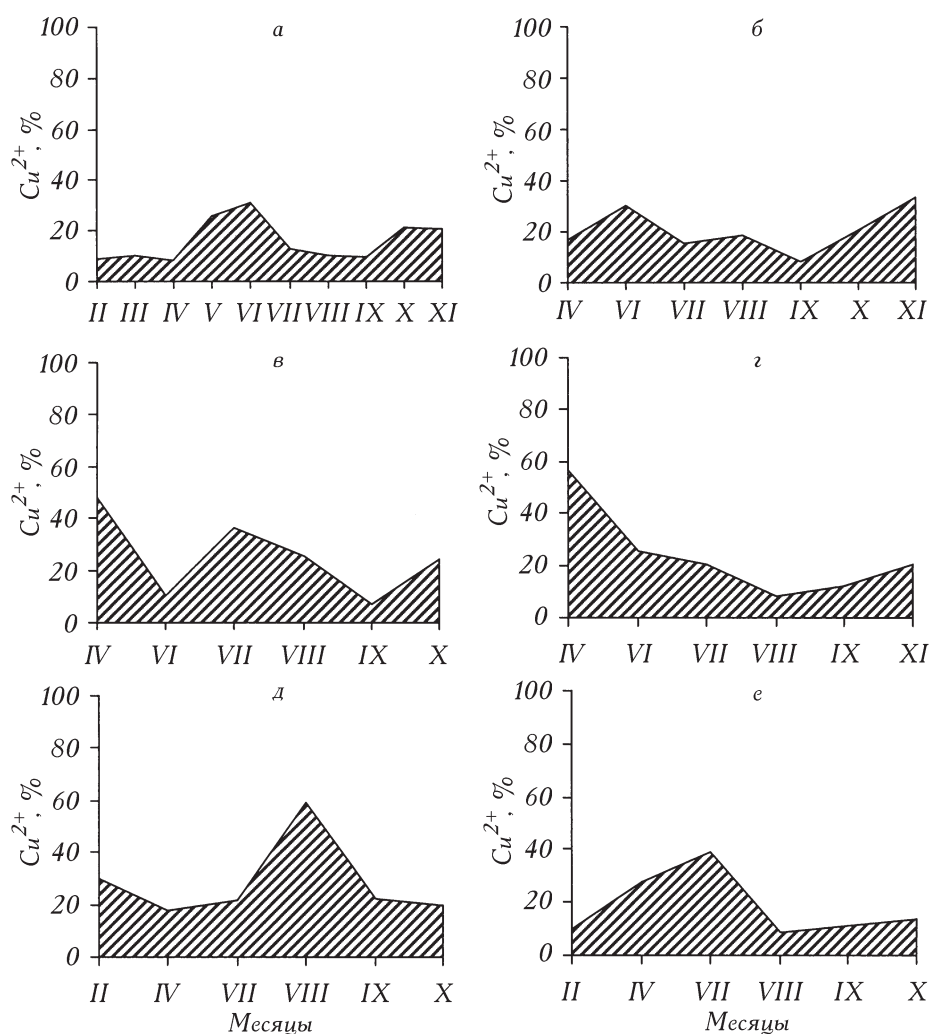 а
Cu2+, %
100
80
60
40
20
0
II III IV V VI VII VIII IX X XI
б
Cu2+, %
100
80
60
40
20
0
IV VI VII VIII IX X XI
в
Cu2+, %
100
80
60
40
20
0
IV VI VII VIII IX X
г
Cu2+, %
100
80
60
40
20
0
IV VI VII VIII IX XI
д
Cu2+, %
100
80
60
40
20
0
II IV VII VIII IX X
Месяцы
е
Cu2+, %
100
80
60
40
20
0
II IV VII VIII IX X
Месяцы